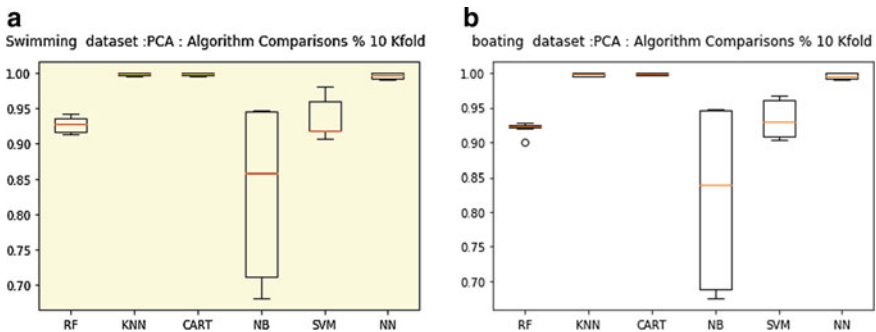 a
Swimming dataset :PCA : Algorithm Comparisons % 10 Kfold
1.00
0.95
0.90
0.85
0.80
0.75
0.70
RF KNN CART NB SVM NN
b
boating dataset :PCA : Algorithm Comparisons % 10 Kfold
1.00
0.95
0.90
0.85
0.80
0.75
0.70
RF KNN CART NB SVM NN